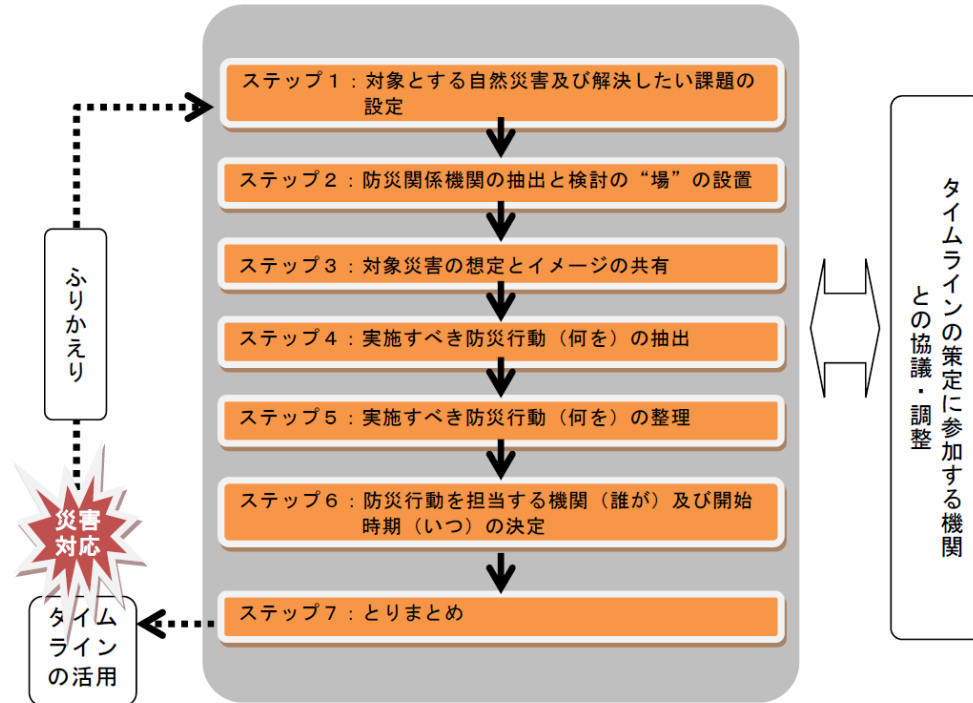 ステップ１：対象とする自然災害及び解決したい課題の
設定
ステップ２：防災関係機関の抽出と検討の“場”の設置
ステップ３：対象災害の想定とイメージの共有
ステップ４：実施すべき防災行動（何を）の抽出
ステップ５：実施すべき防災行動（何を）の整理
ステップ６：防災行動を担当する機関（誰が）及び開始
時期（いつ）の決定
ステップ７：とりまとめ
ふりかえり
災害
対応
タイム
ライン
の活用
タイムラインの策定に参加する機関
との協議・調整